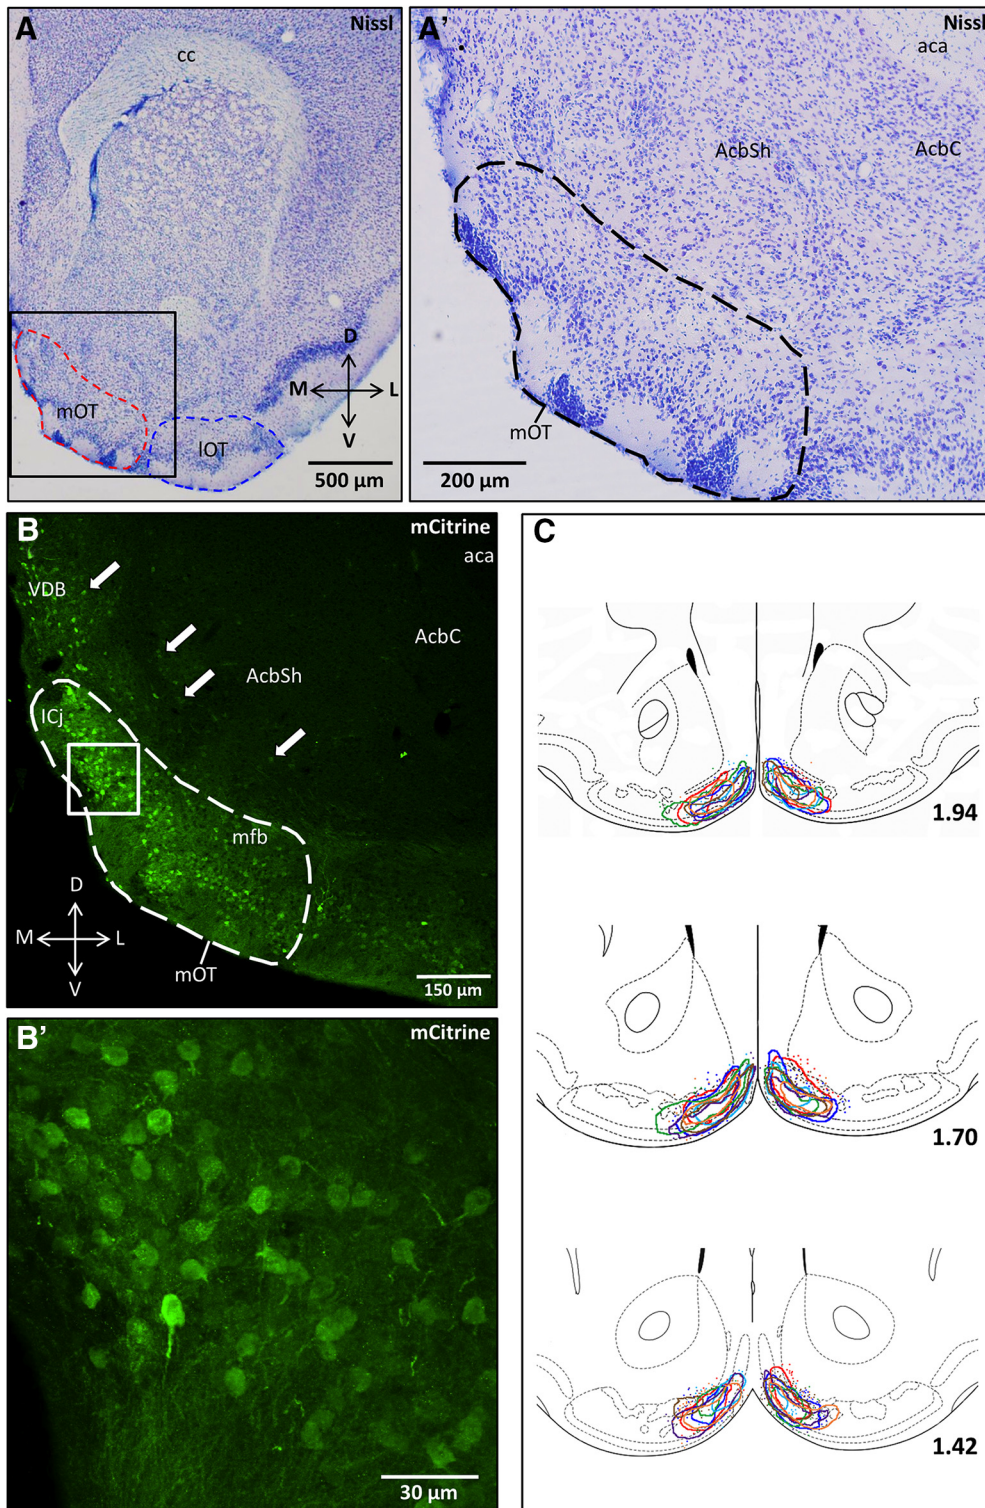 A
Nissl
cc
D
M
L
V
mOT
lOT
500 µm
A’
Nissl
aca
AcbSh
AcbC
mOT
200 µm
B
mCitrine
aca
VDB
AcbC
AcbSh
ICj
mfb
D
M
L
V
mOT
150 µm
B’
mCitrine
30 µm
C
1.94
1.70
1.42